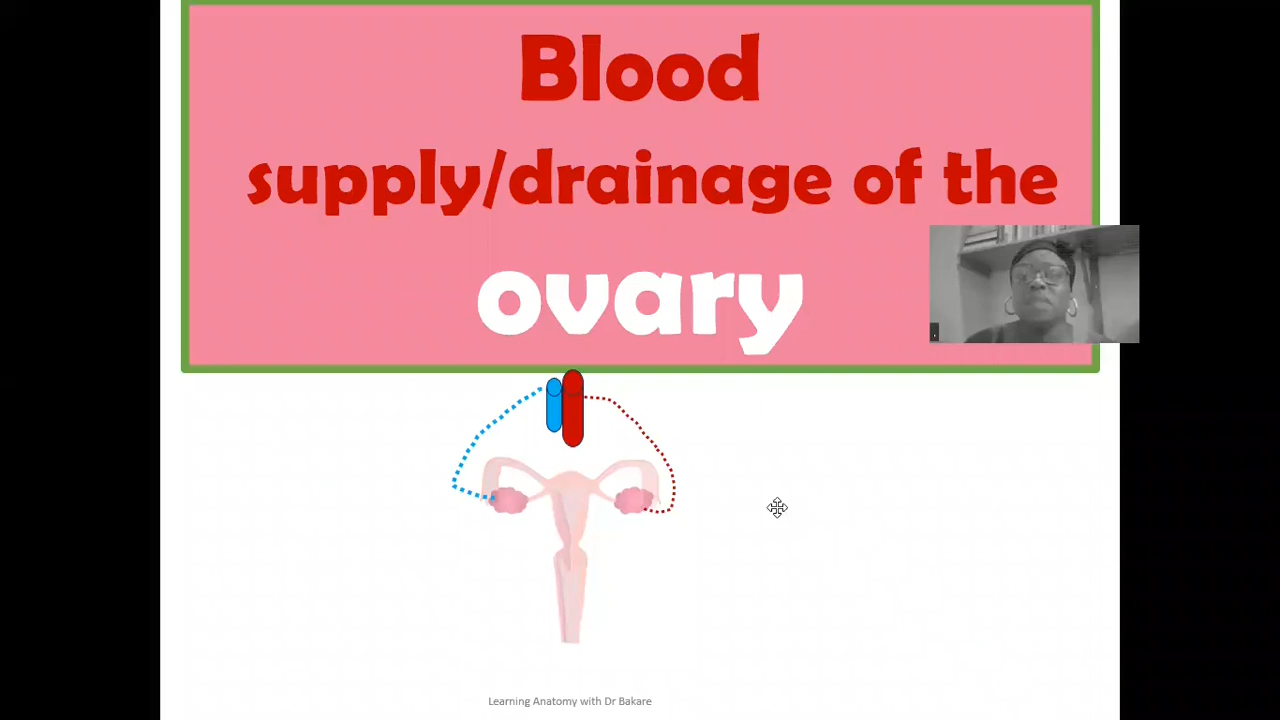 Blood
supply/drainage of the
ovary
Learning Anatomy with Dr Bakare